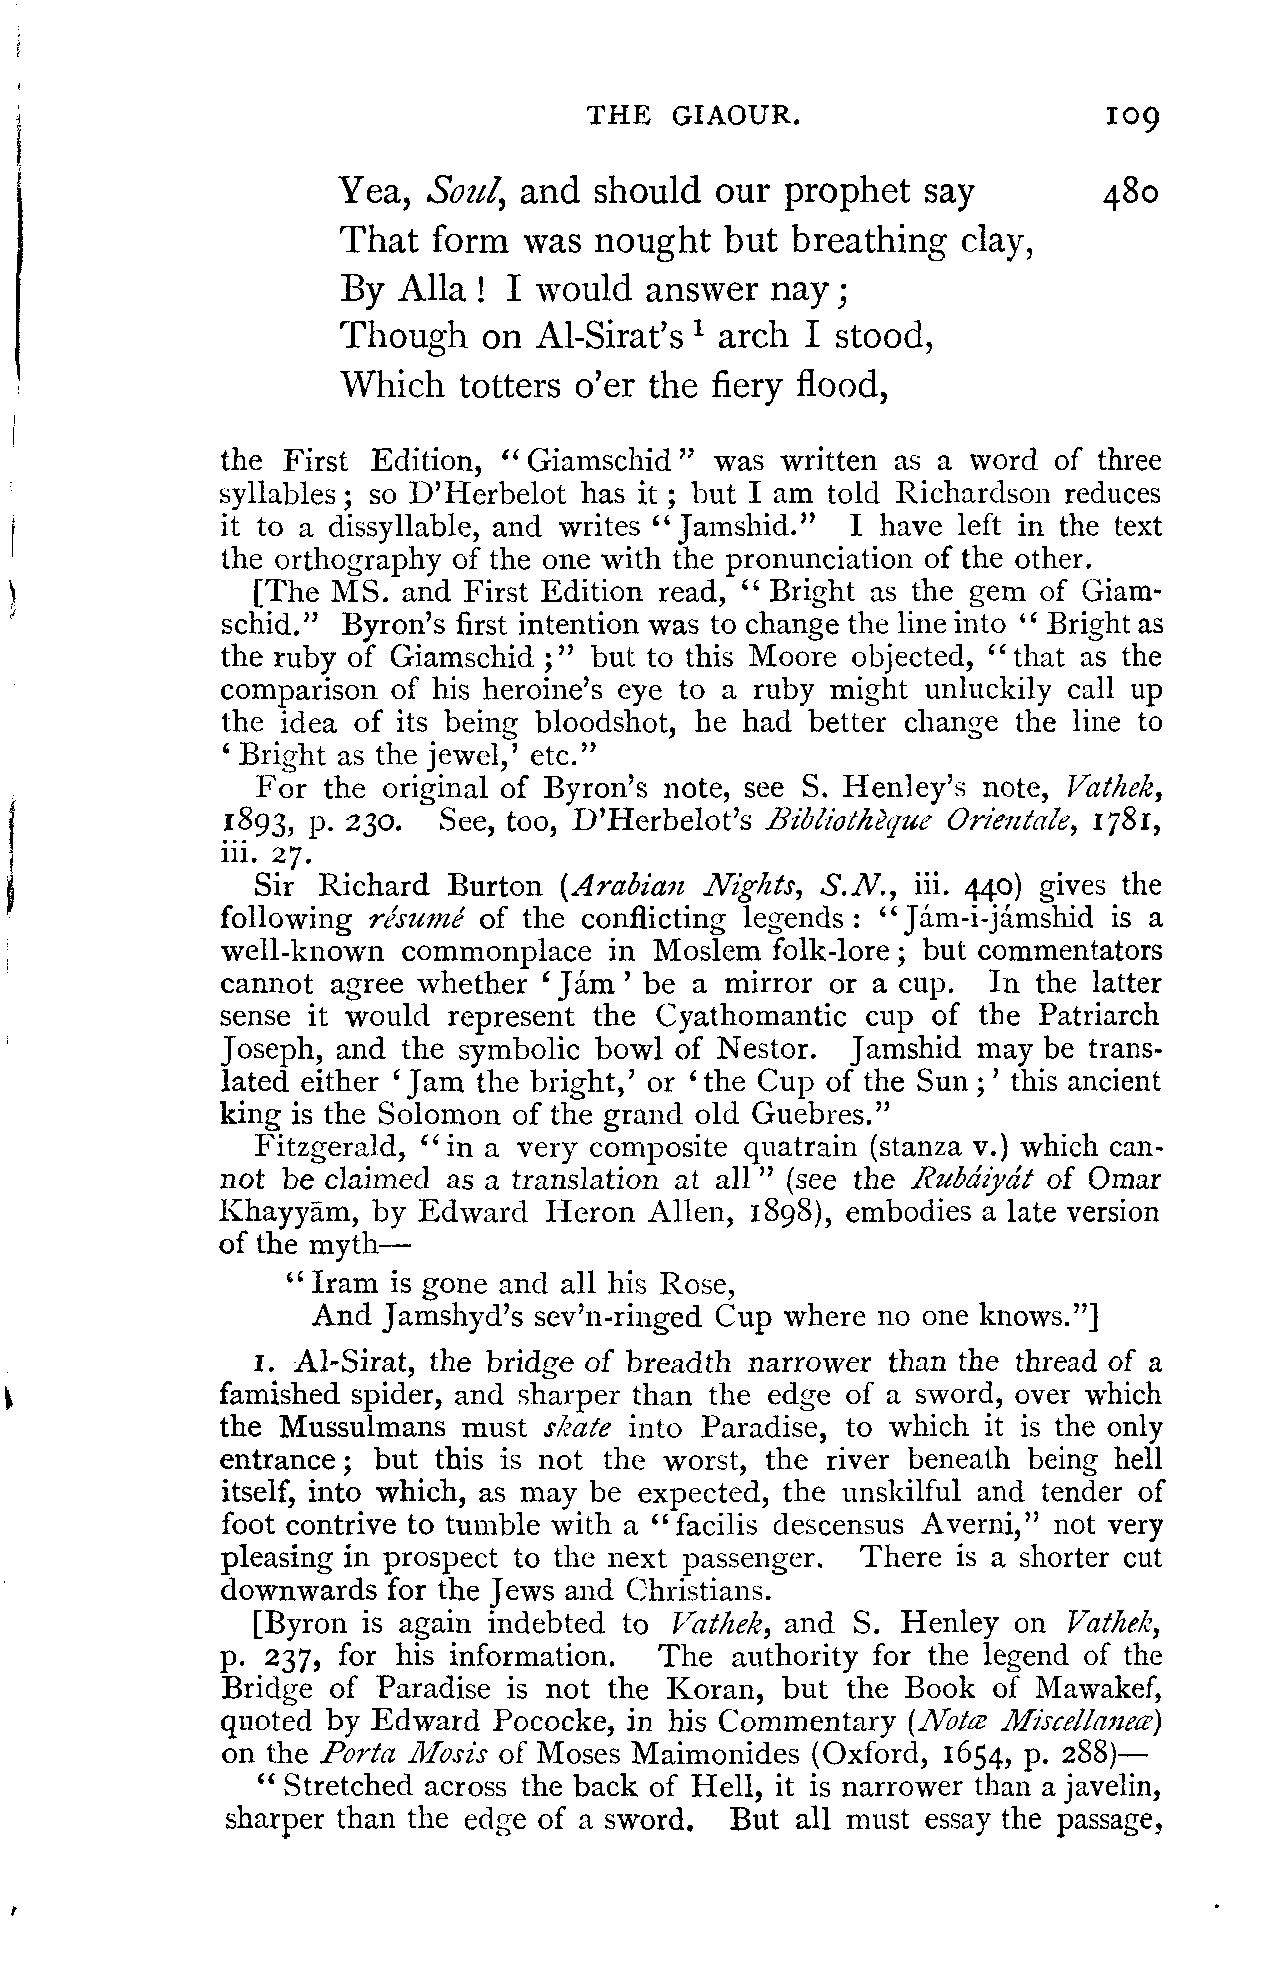 THE GIAOUR. 109
Yea, Soul, and should our prophet say 480
That form was nought but breathing clay,
By Alla ! I would answer nay ;
Though on Al-Sirat's ¹ arch I stood,
Which totters o'er the fiery flood,
the First Edition, “ Giamschid ” was written as a word of three
syllables ; so D'Herbelot has it ; but I am told Richardson reduces
it to a dissyllable, and writes “ Jamshid.” I have left in the text
the orthography of the one with the pronunciation of the other.
[The MS. and First Edition read, “ Bright as the gem of Giam-
schid.” Byron's first intention was to change the line into “ Bright as
the ruby of Giamschid ;” but to this Moore objected, “ that as the
comparison of his heroine's eye to a ruby might unluckily call up
the idea of its being bloodshot, he had better change the line to
‘ Bright as the jewel,’ etc.”
For the original of Byron's note, see S. Henley's note, Vathek,
1893, p. 230. See, too, D'Herbelot's Bibliothèque Orientale, 1781,
iii. 27.
Sir Richard Burton (Arabian Nights, S.N., iii. 440) gives the
following résumé of the conflicting legends : “ Jám-i-jámshid is a
well-known commonplace in Moslem folk-lore ; but commentators
cannot agree whether ‘ Jám ’ be a mirror or a cup. In the latter
sense it would represent the Cyathomantic cup of the Patriarch
Joseph, and the symbolic bowl of Nestor. Jamshid may be trans-
lated either ‘ Jam the bright,’ or ‘ the Cup of the Sun ; ’ this ancient
king is the Solomon of the grand old Guebres.”
Fitzgerald, “ in a very composite quatrain (stanza v.) which can-
not be claimed as a translation at all ” (see the Rubáiyát of Omar
Khayyām, by Edward Heron Allen, 1898), embodies a late version
of the myth—
“ Iram is gone and all his Rose,
And Jamshyd's sev'n-ringed Cup where no one knows.”]
1. Al-Sirat, the bridge of breadth narrower than the thread of a
famished spider, and sharper than the edge of a sword, over which
the Mussulmans must skate into Paradise, to which it is the only
entrance ; but this is not the worst, the river beneath being hell
itself, into which, as may be expected, the unskilful and tender of
foot contrive to tumble with a “ facilis descensus Averni,” not very
pleasing in prospect to the next passenger. There is a shorter cut
downwards for the Jews and Christians.
[Byron is again indebted to Vathek, and S. Henley on Vathek,
p. 237, for his information. The authority for the legend of the
Bridge of Paradise is not the Koran, but the Book of Mawakef,
quoted by Edward Pococke, in his Commentary (Notæ Miscellaneæ)
on the Porta Mosis of Moses Maimonides (Oxford, 1654, p. 288)—
“ Stretched across the back of Hell, it is narrower than a javelin,
sharper than the edge of a sword. But all must essay the passage,